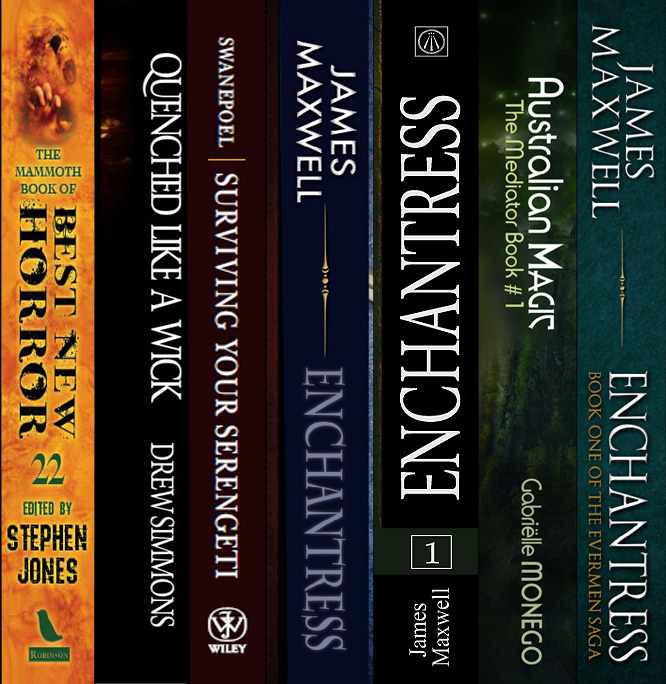 THE
MAMMOTH
BOOK OF
BEST NEW
HORROR
22
EDITED BY
STEPHEN
JONES
ROBINSON
QUENCHED LIKE A WICK
DREW SIMMONS
SWANEPOEL
SURVIVING YOUR SERENGETI
WILEY
JAMES
MAXWELL
ENCHANTRESS
ENCHANTRESS
1
James
Maxwell
Australian MAGIC
The Mediator Book # 1
Gabriëlle MONEGO
JAMES
MAXWELL
ENCHANTRESS
BOOK ONE OF THE EVERMEN SAGA